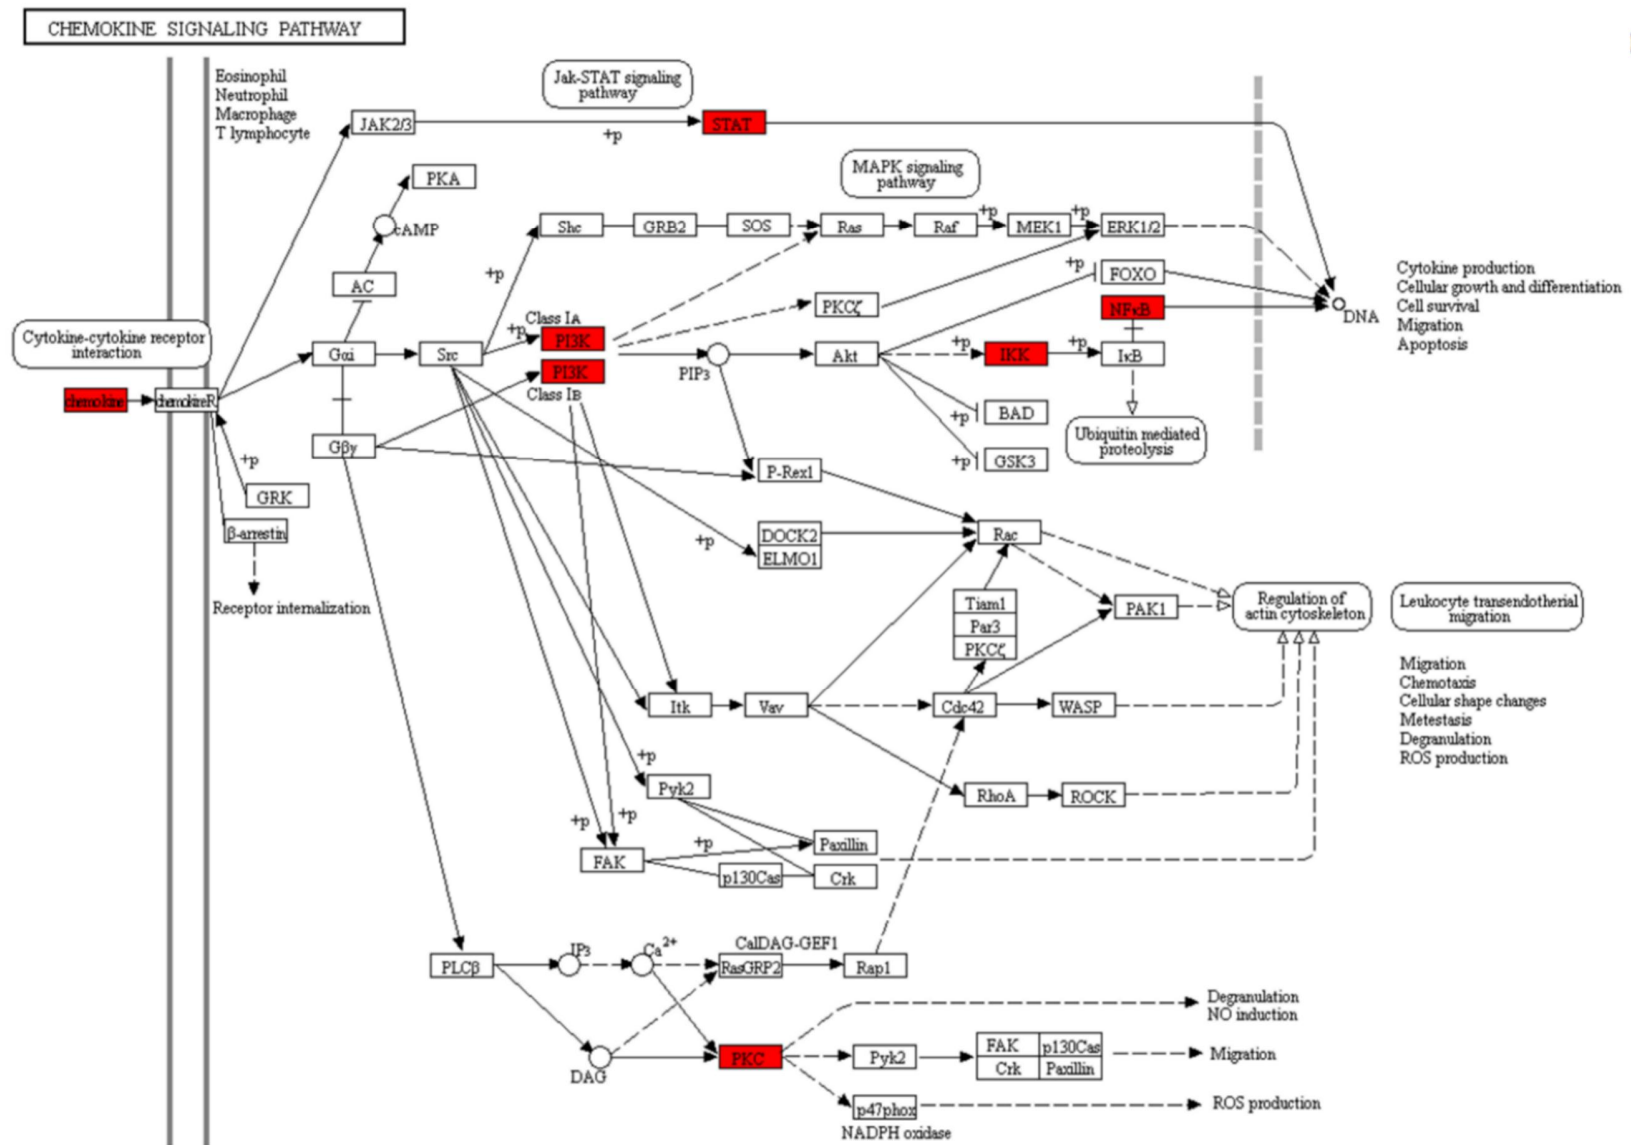 CHEMOKINE SIGNALING PATHWAY
Eosinophil
Neutrophil
Macrophage
T lymphocyte
Jak-STAT signaling
pathway
JAK2/3
+p
STAT
MAPK signaling
pathway
PKA
cAMP
AC
Shc
GRB2
SOS
Ras
Raf
+p
MEK1
+p
ERK1/2
+p
PKCζ
+p
FOXO
NFκB
DNA
Cytokine production
Cellular growth and differentiation
Cell survival
Migration
Apoptosis
Cytokine-cytokine receptor
interaction
chemokine
chemokineR
Gαi
Src
Class IA
+p
PI3K
PI3K
Class IB
PIP3
Akt
+p
IKK
+p
IκB
+p
BAD
+p
GSK3
Ubiquitin mediated
proteolysis
Gβγ
+p
GRK
β-arrestin
Receptor internalization
P-Rex1
+p
DOCK2
ELMO1
Rac
Tiam1
Par3
PKCζ
PAK1
Regulation of
actin cytoskeleton
Leukocyte transendotherial
migration
Migration
Chemotaxis
Cellular shape changes
Metestasis
Degranulation
ROS production
Itk
Vav
Cdc42
WASP
+p
Pyk2
RhoA
ROCK
+p
+p
FAK
+p
Paxillin
p130Cas
Crk
PLCβ
IP3
Ca2+
CalDAG-GEF1
RasGRP2
Rap1
DAG
PKC
Degranulation
NO induction
Pyk2
FAK
p130Cas
Crk
Paxillin
Migration
p47phox
NADPH oxidase
ROS production